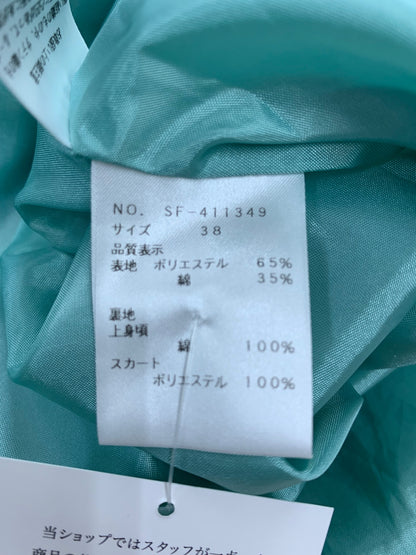 NO. SF-411349
サイズ 38
品質表示
表地 ポリエステル 65%
綿 35%
裏地
上身頃
綿 100%
スカート
ポリエステル 100%
当ショップではスタッフが一点